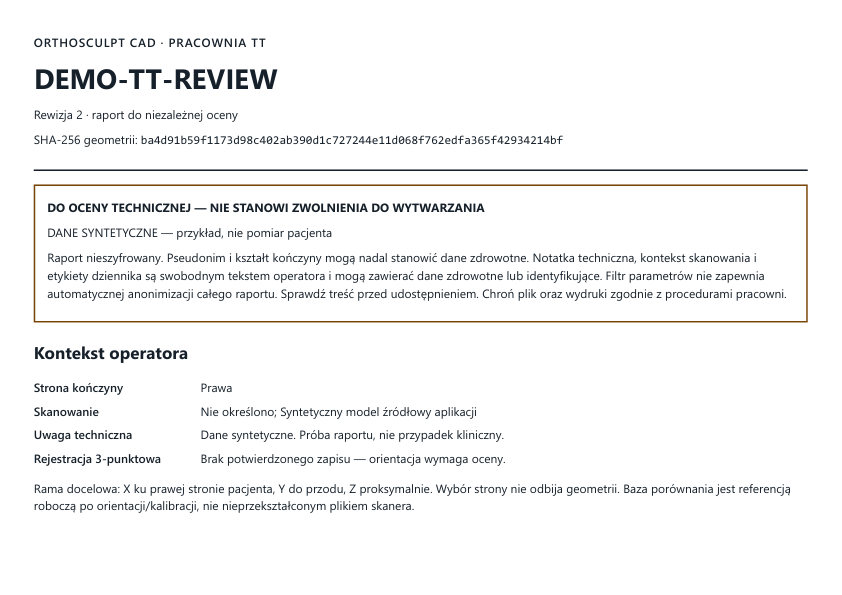 ORTHOSCULPT CAD · PRACOWNIA TT
DEMO-TT-REVIEW
Rewizja 2 · raport do niezależnej oceny
SHA-256 geometrii: ba4d91b59f1173d98c402ab390d1c727244e11d068f762edfa365f42934214bf
DO OCENY TECHNICZNEJ — NIE STANOWI ZWOLNIENIA DO WYTWARZANIA
DANE SYNTETYCZNE — przykład, nie pomiar pacjenta
Raport nieszyfrowany. Pseudonim i kształt kończyny mogą nadal stanowić dane zdrowotne. Notatka techniczna, kontekst skanowania i
etykiety dziennika są swobodnym tekstem operatora i mogą zawierać dane zdrowotne lub identyfikujące. Filtr parametrów nie zapewnia
automatycznej anonimizacji całego raportu. Sprawdź treść przed udostępnieniem. Chroń plik oraz wydruki zgodnie z procedurami pracowni.
Kontekst operatora
Strona kończyny Prawa
Skanowanie Nie określono; Syntetyczny model źródłowy aplikacji
Uwaga techniczna Dane syntetyczne. Próba raportu, nie przypadek kliniczny.
Rejestracja 3-punktowa Brak potwierdzonego zapisu — orientacja wymaga oceny.
Rama docelowa: X ku prawej stronie pacjenta, Y do przodu, Z proksymalnie. Wybór strony nie odbija geometrii. Baza porównania jest referencją
roboczą po orientacji/kalibracji, nie nieprzekształconym plikiem skanera.